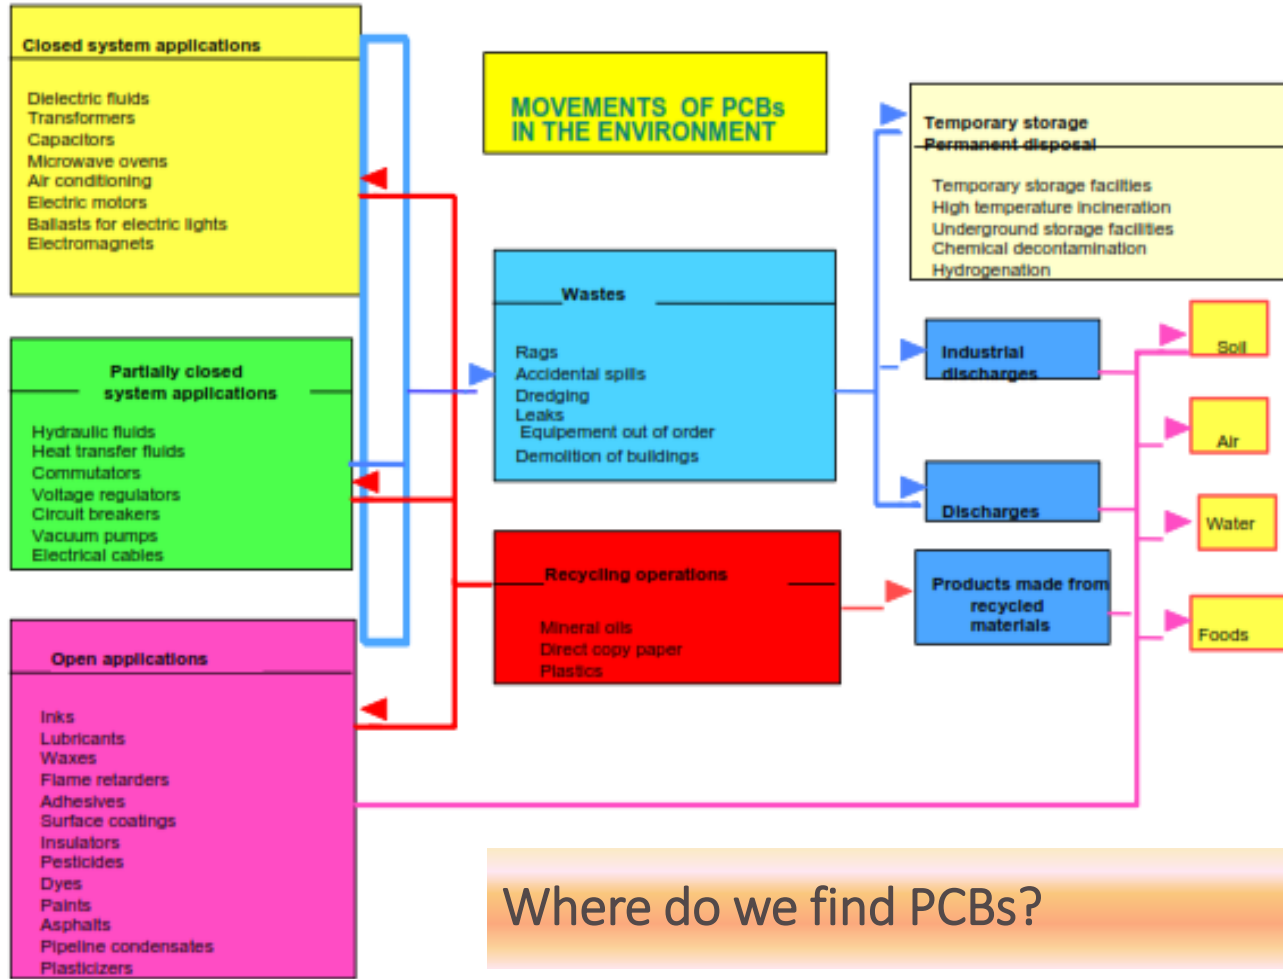 Closed system applications
Dielectric fluids
Transformers
Capacitors
Microwave ovens
Air conditioning
Electric motors
Ballasts for electric lights
Electromagnets
MOVEMENTS OF PCBs
IN THE ENVIRONMENT
Temporary storage
Permanent disposal
Temporary storage facilties
High temperature incineration
Underground storage facilities
Chemical decontamination
Hydrogenation
Partially closed
system applications
Hydraulic fluids
Heat transfer fluids
Commutators
Voltage regulators
Circuit breakers
Vacuum pumps
Electrical cables
Wastes
Rags
Accidental spills
Dredging
Leaks
Equipement out of order
Demolition of buildings
Industrial
discharges
Discharges
Soil
Air
Water
Foods
Recycling operations
Mineral oils
Direct copy paper
Plastics
Products made from
recycled
materials
Open applications
Inks
Lubricants
Waxes
Flame retarders
Adhesives
Surface coatings
Insulators
Pesticides
Dyes
Paints
Asphalts
Pipeline condensates
Plasticizers
Where do we find PCBs?